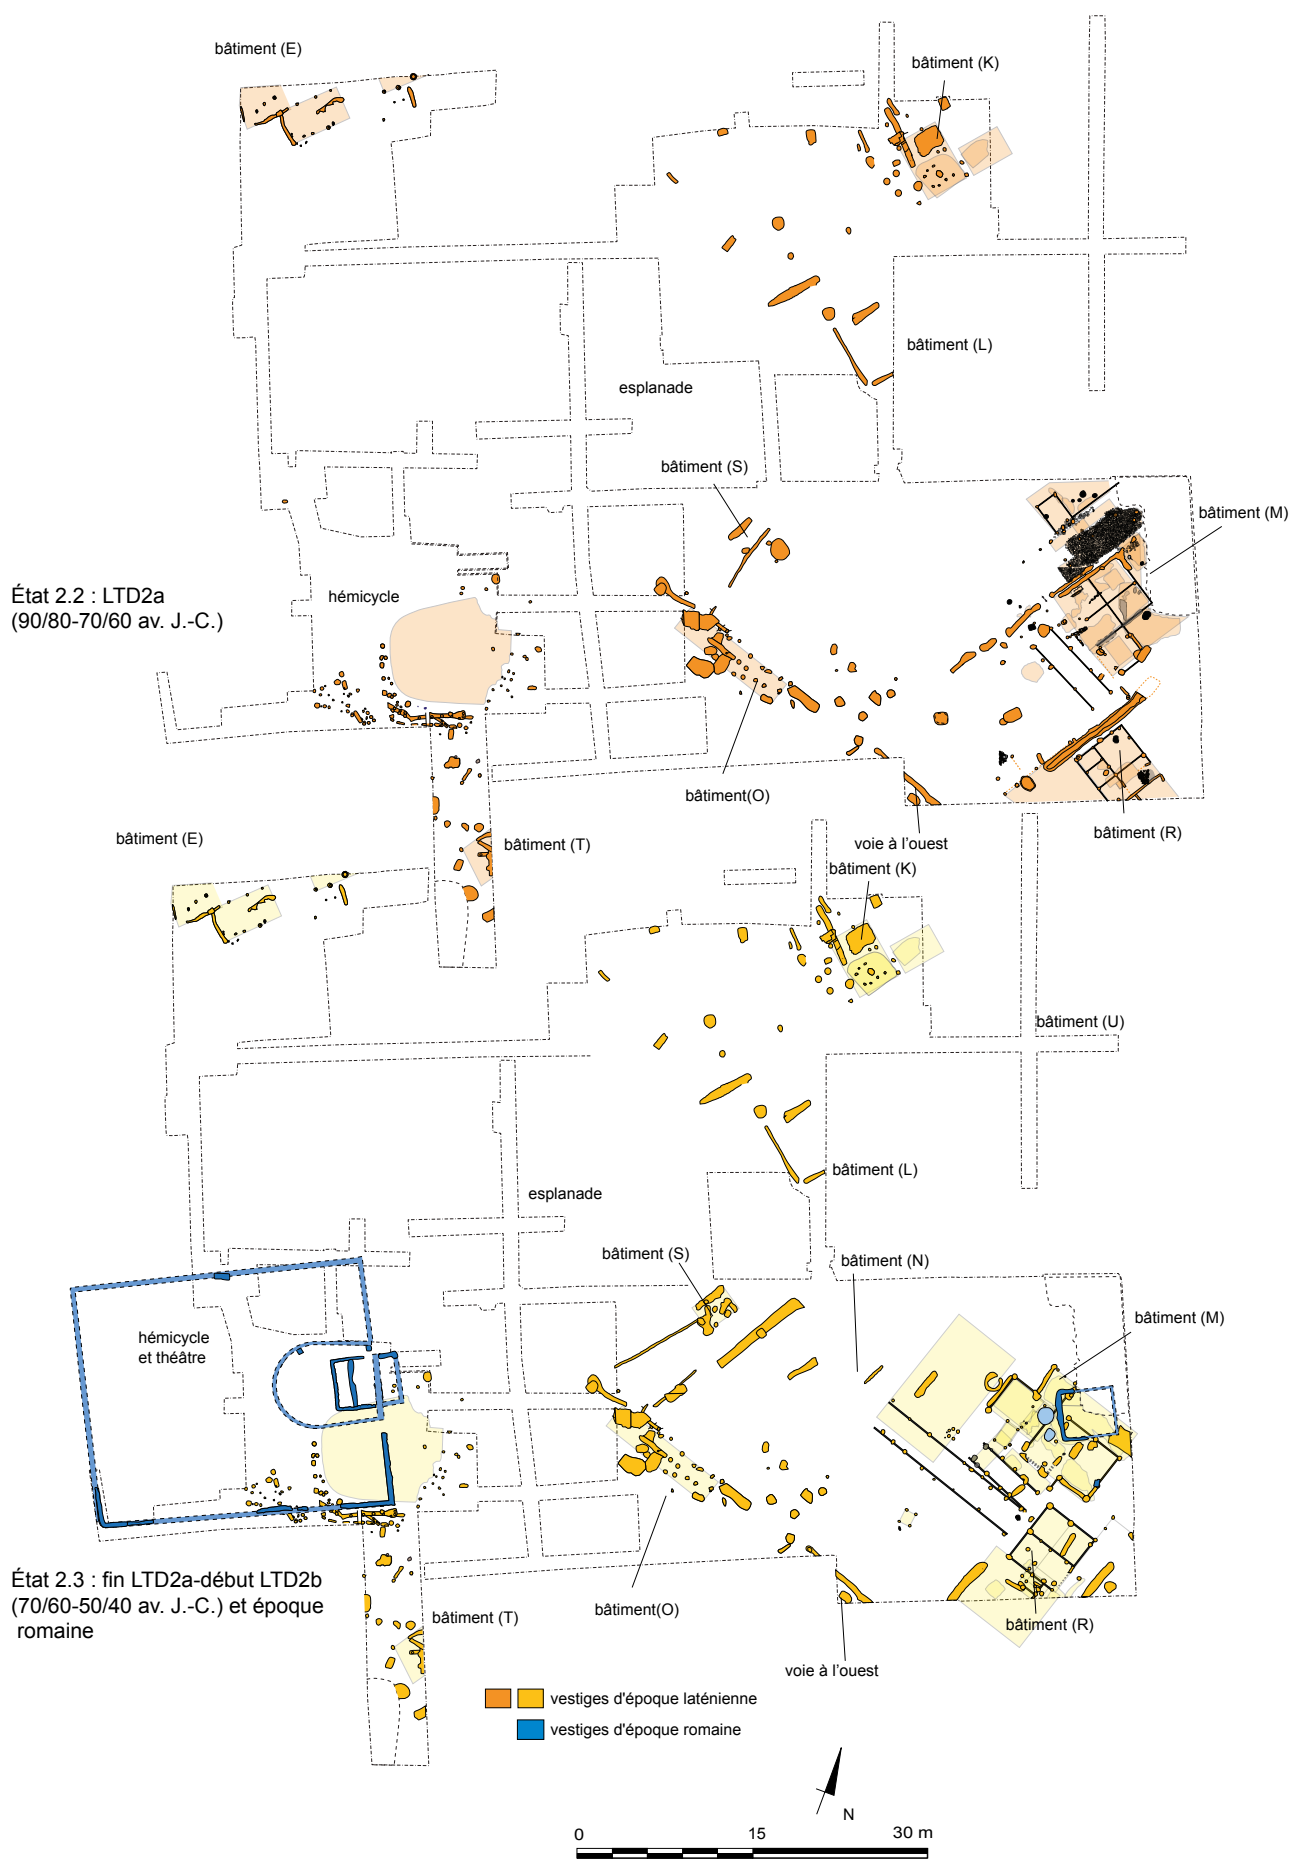 bâtiment (E)
bâtiment (K)
bâtiment (L)
esplanade
bâtiment (S)
bâtiment (M)
État 2.2 : LTD2a
(90/80-70/60 av. J.-C.)
hémicycle
bâtiment(O)
bâtiment (R)
bâtiment (T)
voie à l'ouest
bâtiment (E)
bâtiment (K)
bâtiment (U)
bâtiment (L)
esplanade
bâtiment (S)
bâtiment (N)
bâtiment (M)
hémicycle
et théâtre
État 2.3 : fin LTD2a-début LTD2b
(70/60-50/40 av. J.-C.) et époque
romaine
bâtiment (T)
bâtiment(O)
bâtiment (R)
voie à l'ouest
vestiges d'époque laténienne
vestiges d'époque romaine
N
0 15 30 m